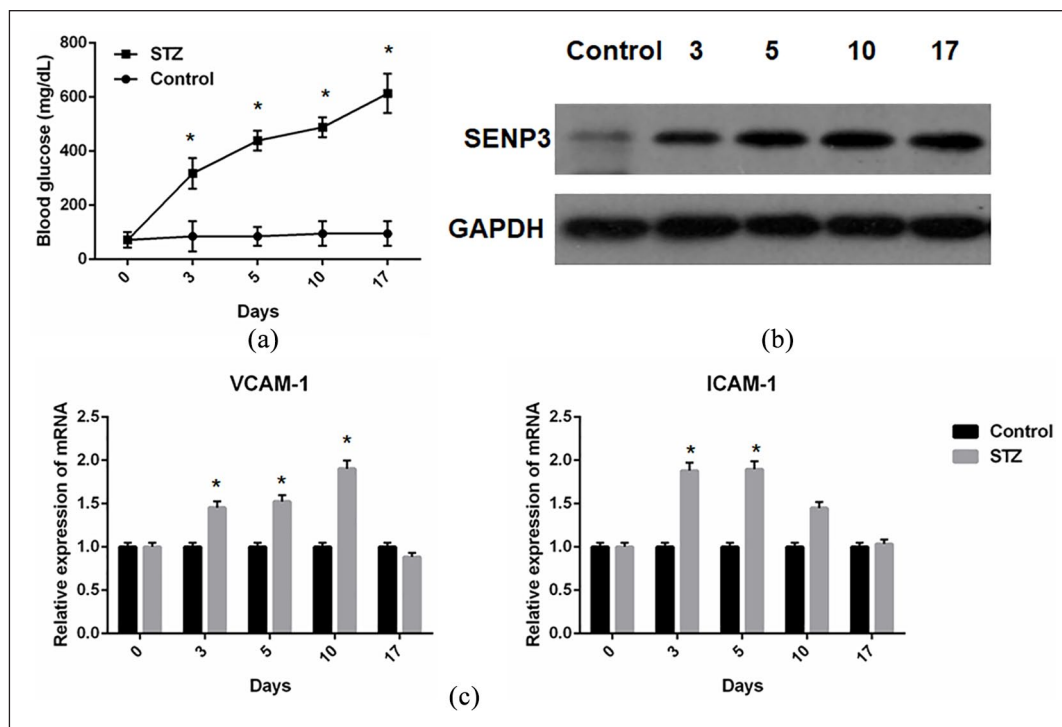 800
600
400
200
0
Blood glucose (mg/dL)
STZ
Control
*
*
*
*
0 3 5 10 17
Days
(a)
Control 3 5 10 17
SENP3
GAPDH
(b)
VCAM-1
Relative expression of mRNA
2.5
2.0
1.5
1.0
0.5
0.0
*
*
*
0 3 5 10 17
Days
ICAM-1
Relative expression of mRNA
2.5
2.0
1.5
1.0
0.5
0.0
* *
0 3 5 10 17
Days
Control
STZ
(c)